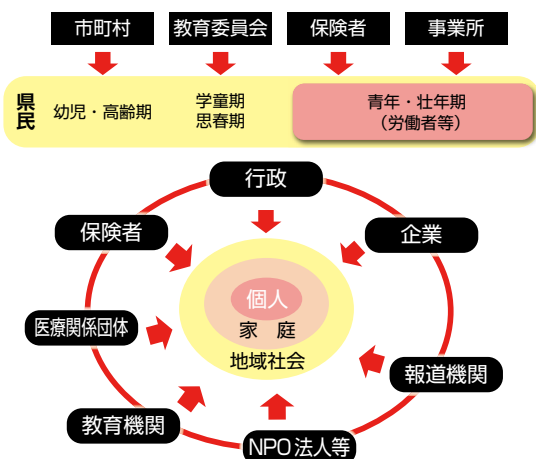 市町村 教育委員会 保険者 事業所
県民
幼児・高齢期
学童期
思春期
青年・壮年期
（労働者等）
行政
保険者
企業
個人
家 庭
地域社会
医療関係団体
報道機関
教育機関
NPO法人等